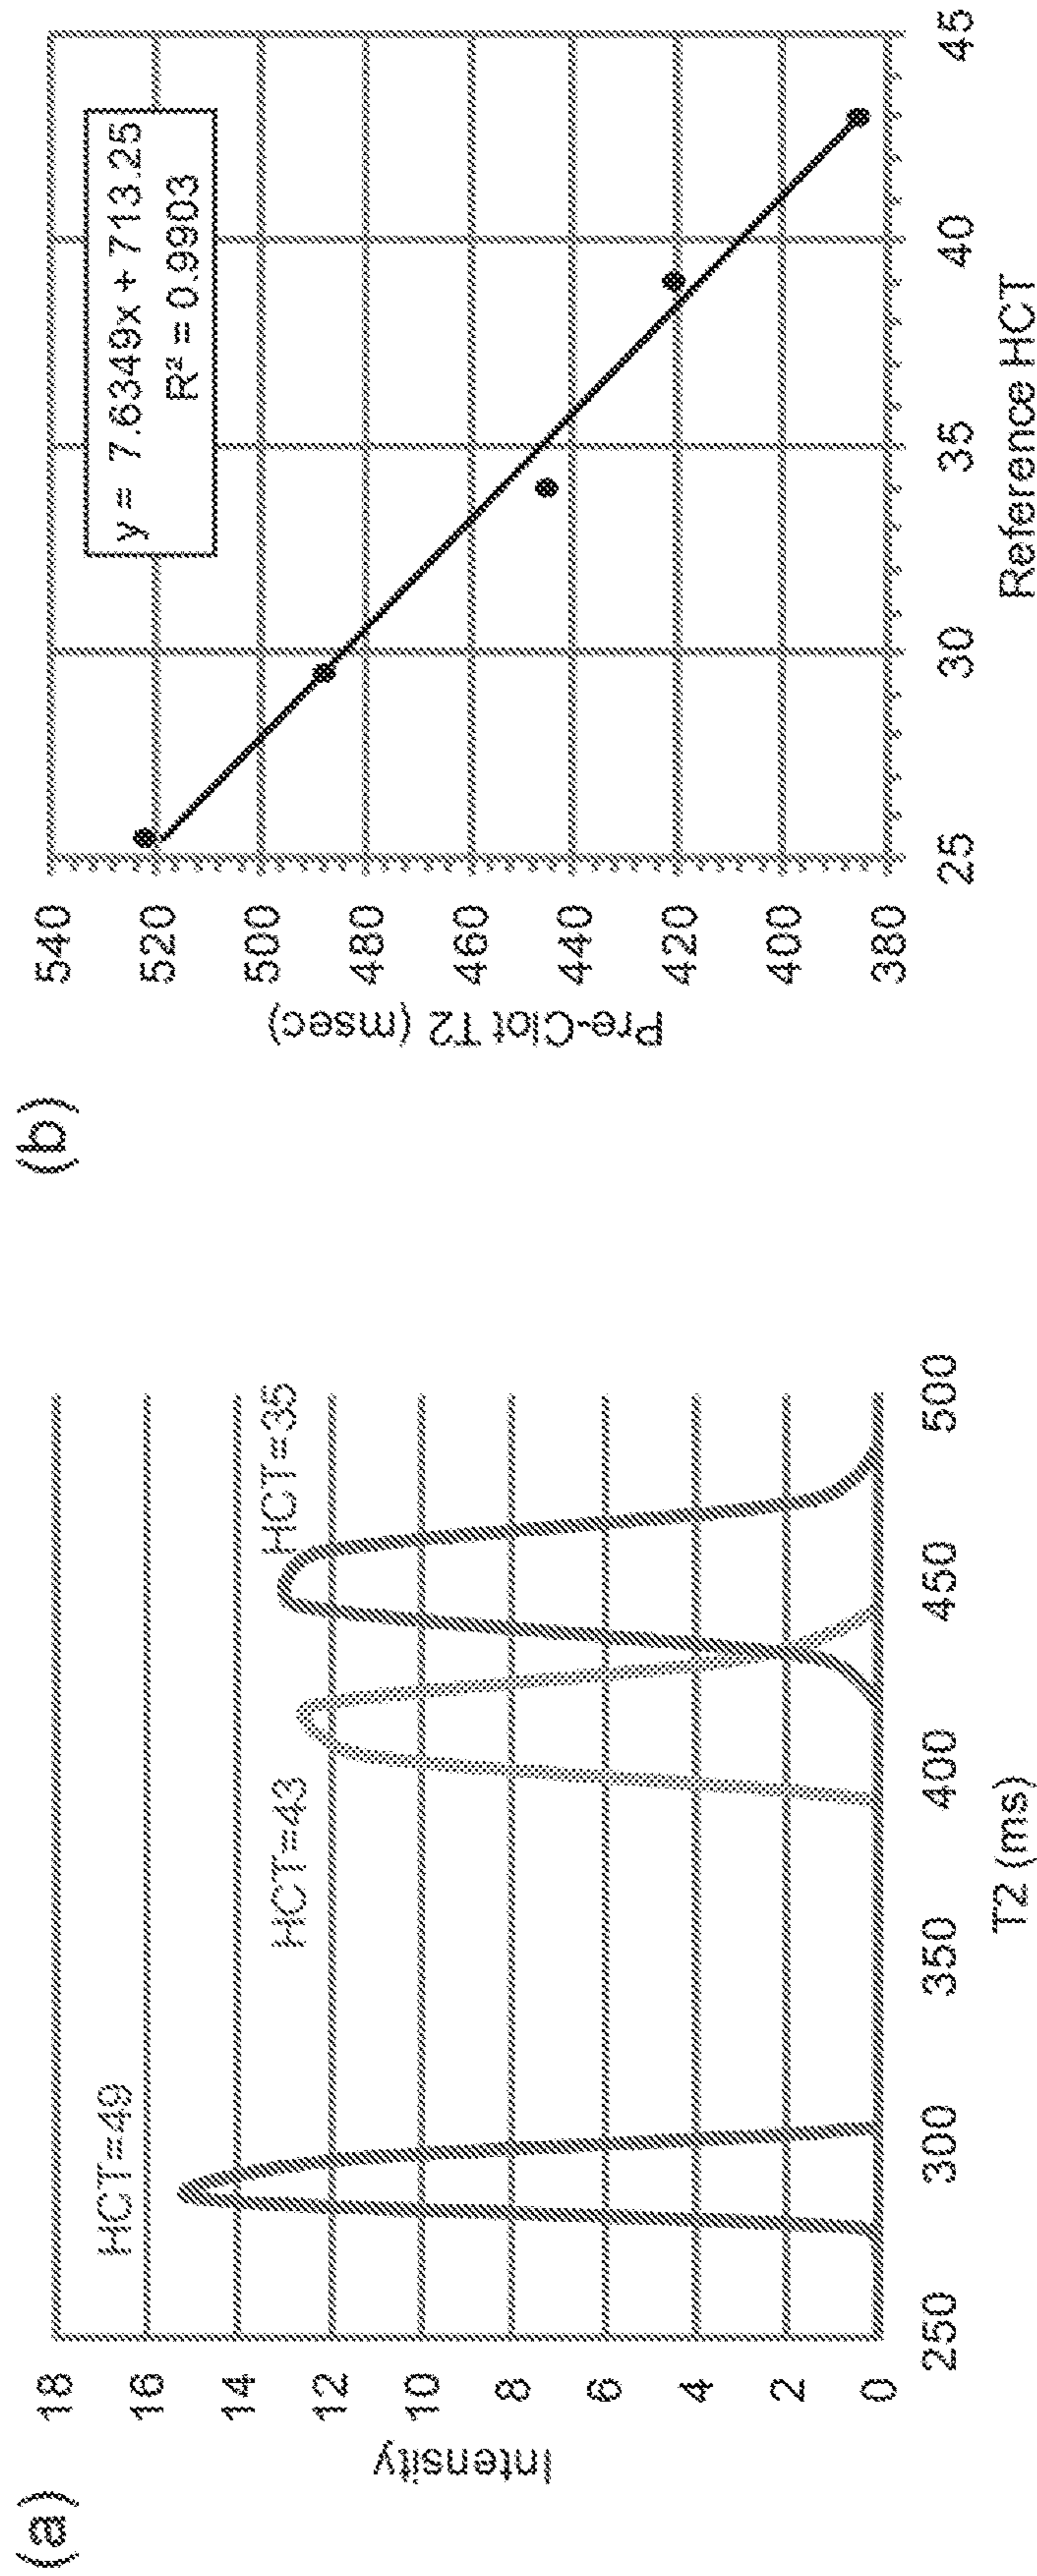 (a)
18
16
14
12
10
8
6
4
2
0
Intensity
HCT=49
HCT=43
HCT=35
250
300
350
400
450
500
T2 (ms)
(b)
540
520
500
480
460
440
420
400
380
Pre-Clot T2 (msec)
y = 7.6349x + 713.25
R² = 0.9903
25
30
35
40
45
Reference HCT